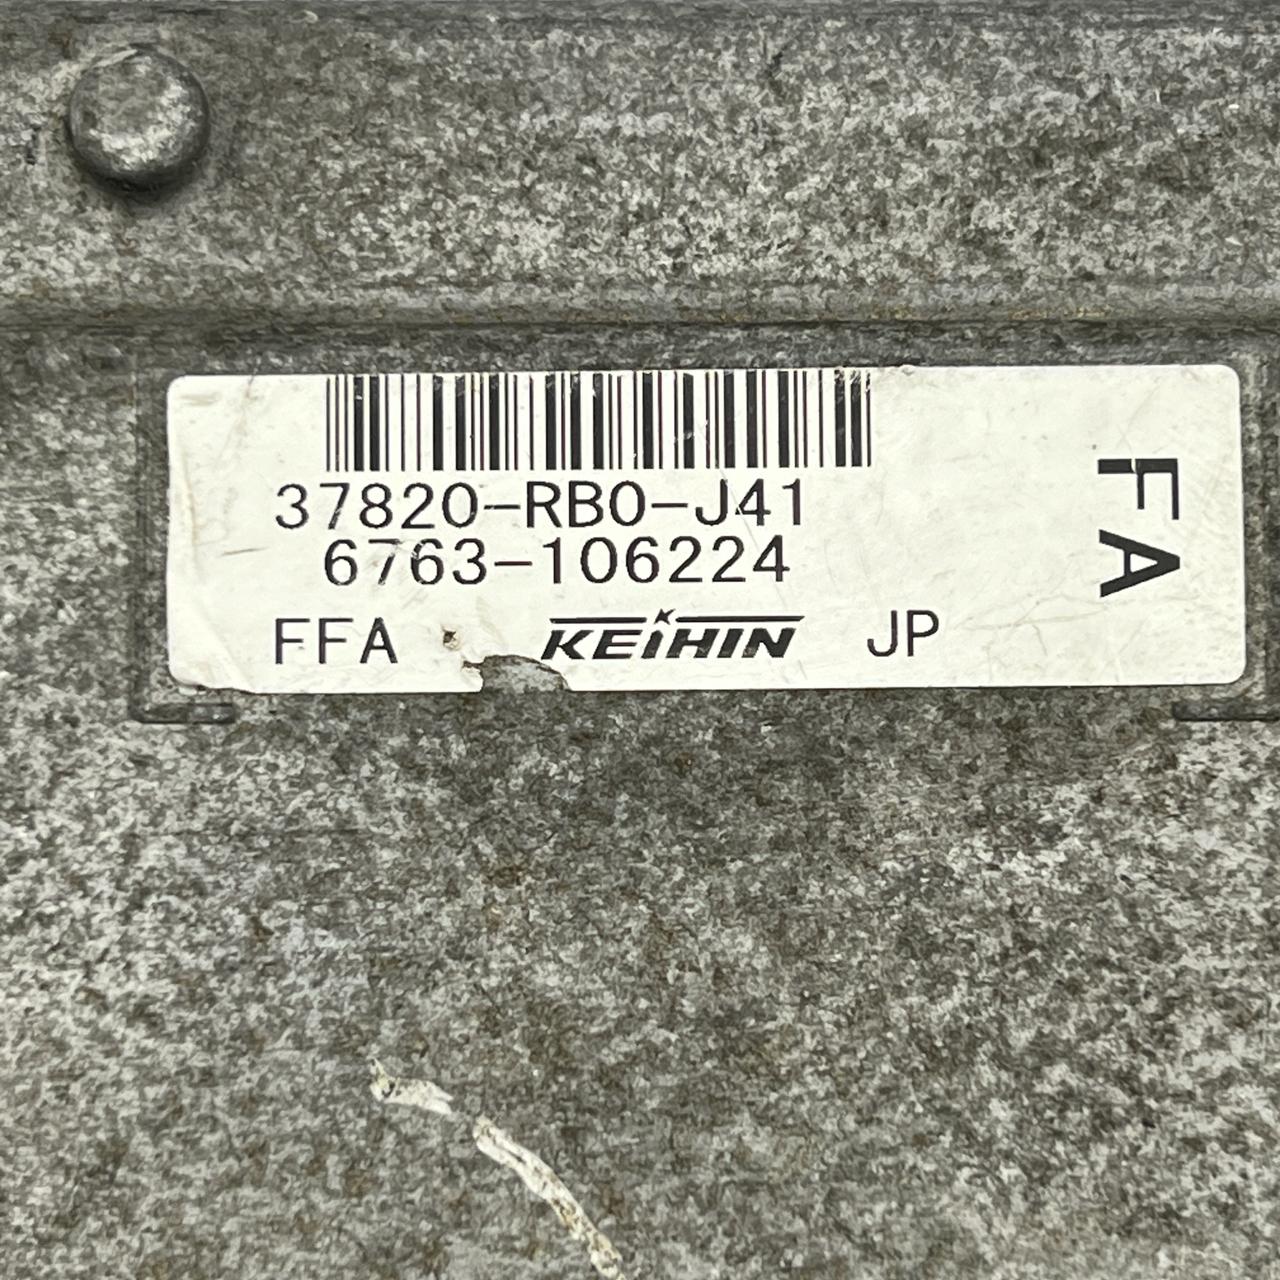 37820-RB0-J41
6763-106224
FFA KEIHIN JP
FA